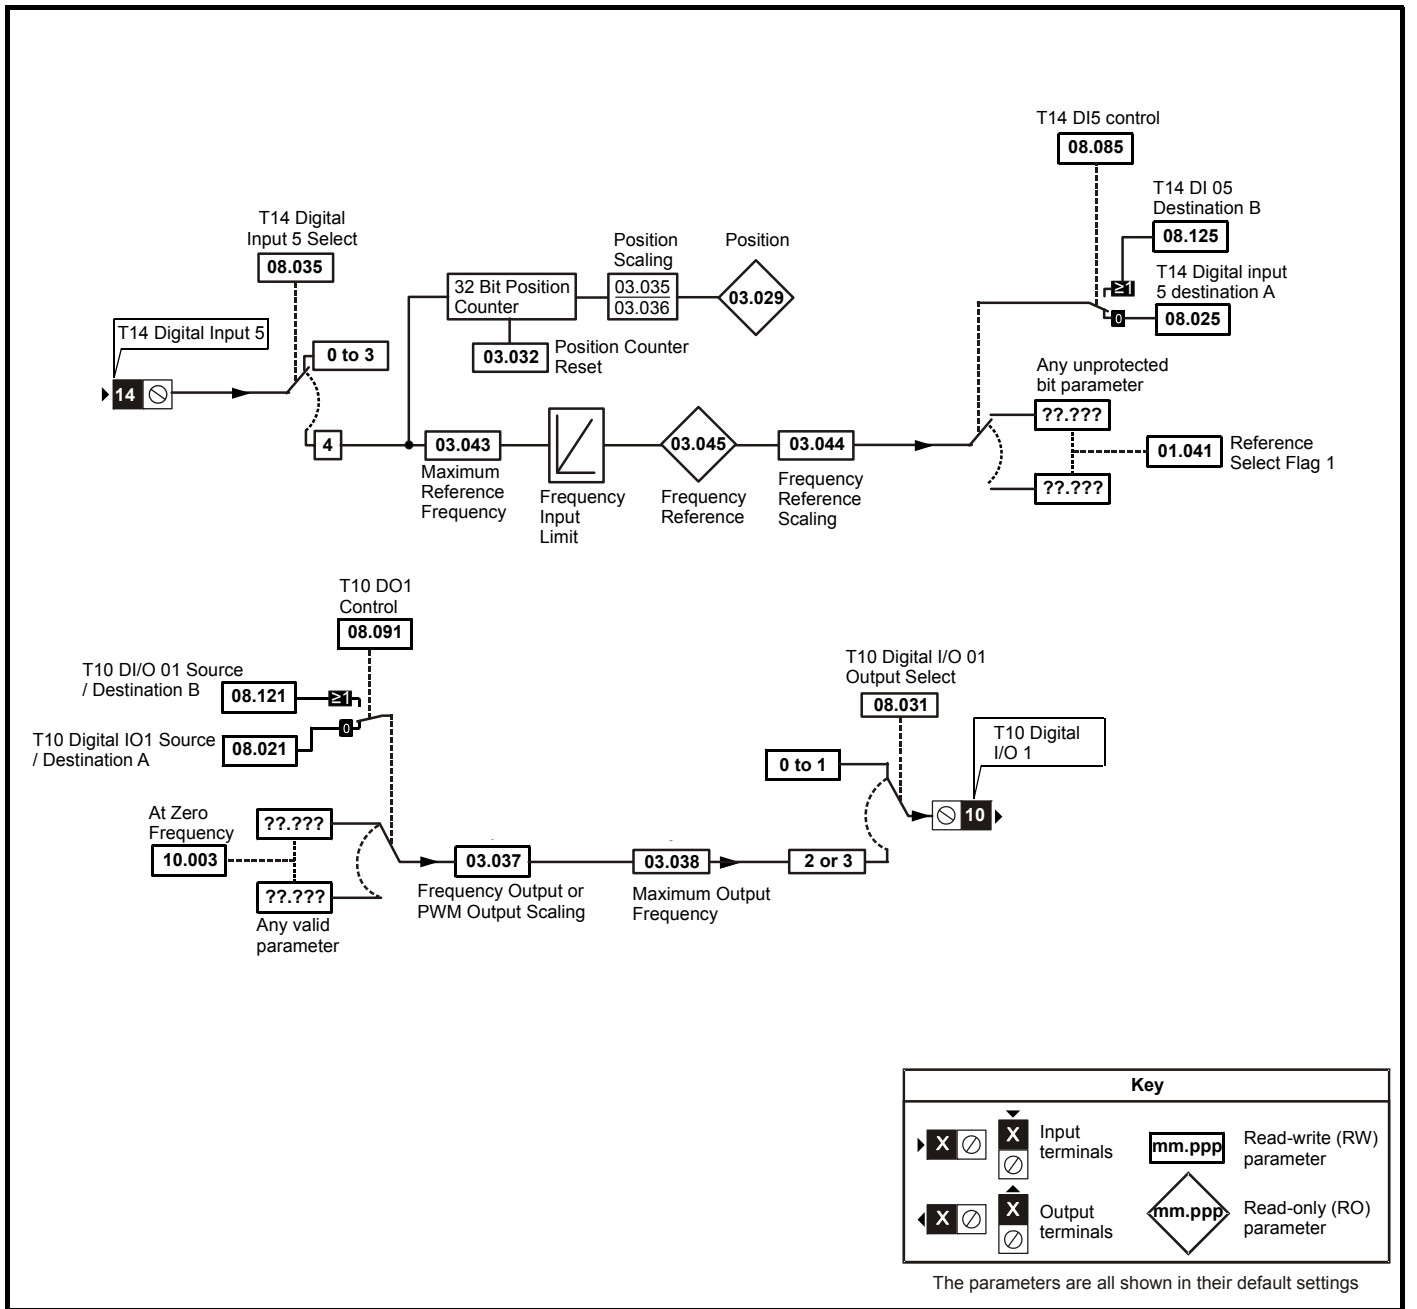 T14 DI5 control
08.085
T14 DI 05
Destination B
08.125
T14 Digital input
5 destination A
≥1
0
08.025
T14 Digital
Input 5 Select
08.035
T14 Digital Input 5
14
0 to 3
4
32 Bit Position
Counter
Position
Scaling
03.035
03.036
Position
03.029
03.032
Position Counter
Reset
03.043
Maximum
Reference
Frequency
Frequency
Input
Limit
03.045
Frequency
Reference
03.044
Frequency
Reference
Scaling
Any unprotected
bit parameter
??.???
??.???
01.041
Reference
Select Flag 1
T10 DO1
Control
08.091
T10 DI/O 01 Source
/ Destination B
08.121
≥1
T10 Digital IO1 Source
/ Destination A
08.021
0
At Zero
Frequency
10.003
??.???
??.???
Any valid
parameter
03.037
Frequency Output or
PWM Output Scaling
03.038
Maximum Output
Frequency
2 or 3
0 to 1
T10 Digital I/O 01
Output Select
08.031
T10 Digital
I/O 1
10
Key
X
X
Input
terminals
mm.ppp
Read-write (RW)
parameter
X
X
Output
terminals
mm.ppp
Read-only (RO)
parameter
The parameters are all shown in their default settings